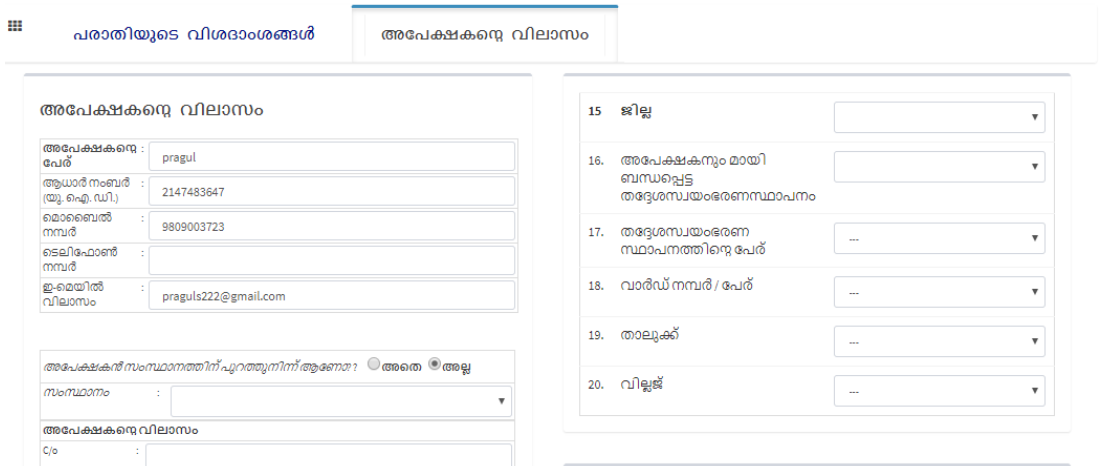 പരാതിയുടെ വിശദാംശങ്ങൾ
അപേക്ഷകന്റെ വിലാസം
അപേക്ഷകന്റെ വിലാസം
അപേക്ഷകന്റെ :
പേര്
pragul
ആധാർ നംബർ :
(യു. ഐ. ഡി.)
2147483647
മൊബൈൽ :
നമ്പർ
9809003723
ടെലിഫോൺ :
നമ്പർ
ഇ-മെയിൽ :
വിലാസം
praguls222@gmail.com
അപേക്ഷകൻ സംസ്ഥാനത്തിന് പുറത്തുനിന്ന് ആണോ? അതെ അല്ല
സംസ്ഥാനം :
അപേക്ഷകന്റെ വിലാസം
C/o :
15 ജില്ല
16. അപേക്ഷകനും മായി
ബന്ധപ്പെട്ട
തദ്ദേശസ്വയംഭരണസ്ഥാപനം
17. തദ്ദേശസ്വയംഭരണ
സ്ഥാപനത്തിന്റെ പേര്
---
18. വാർഡ് നമ്പർ / പേര്
---
19. താലൂക്ക്
---
20. വില്ലജ്
---